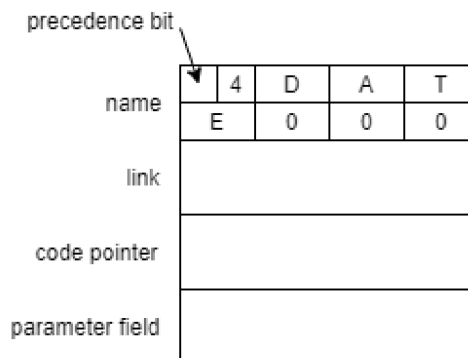 precedence bit
name
4 D A T
E 0 0 0
link
code pointer
parameter field